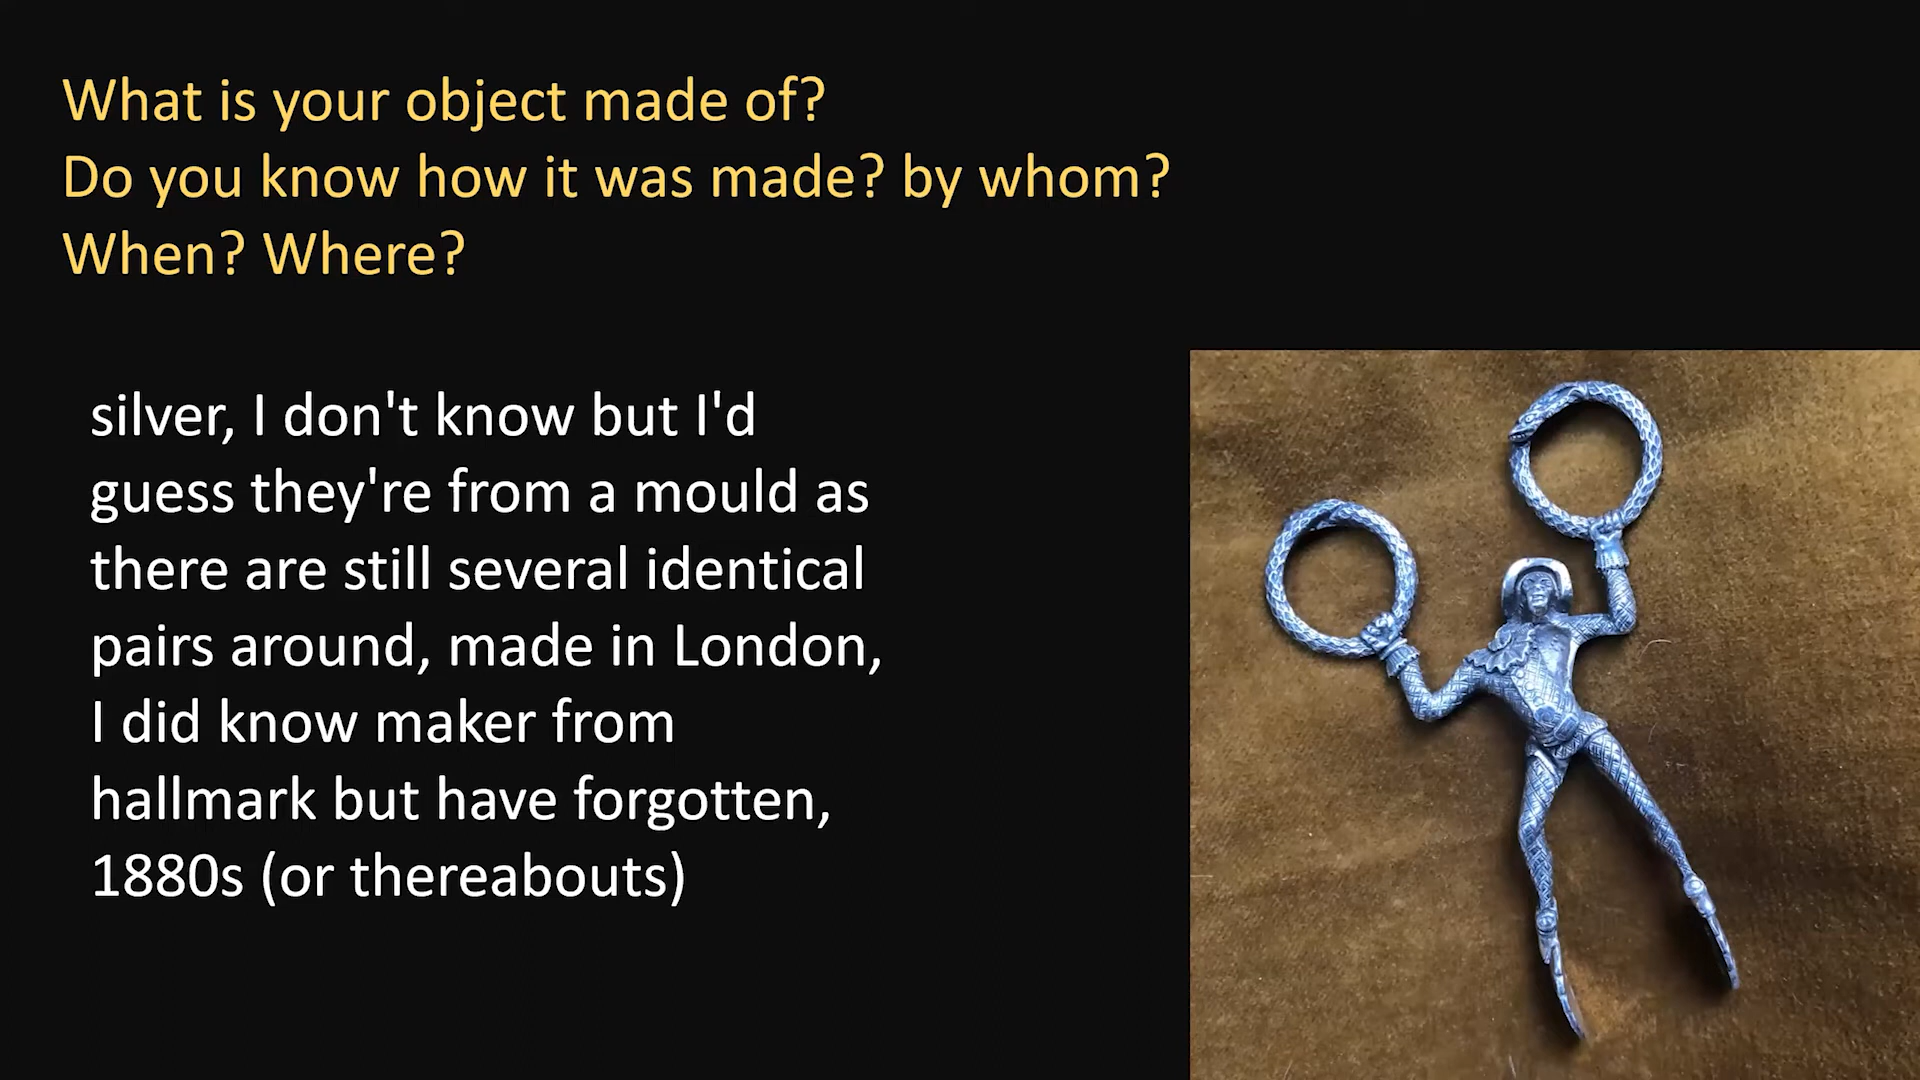 What is your object made of?
Do you know how it was made? by whom?
When? Where?
silver, I don't know but I'd
guess they're from a mould as
there are still several identical
pairs around, made in London,
I did know maker from
hallmark but have forgotten,
1880s (or thereabouts)